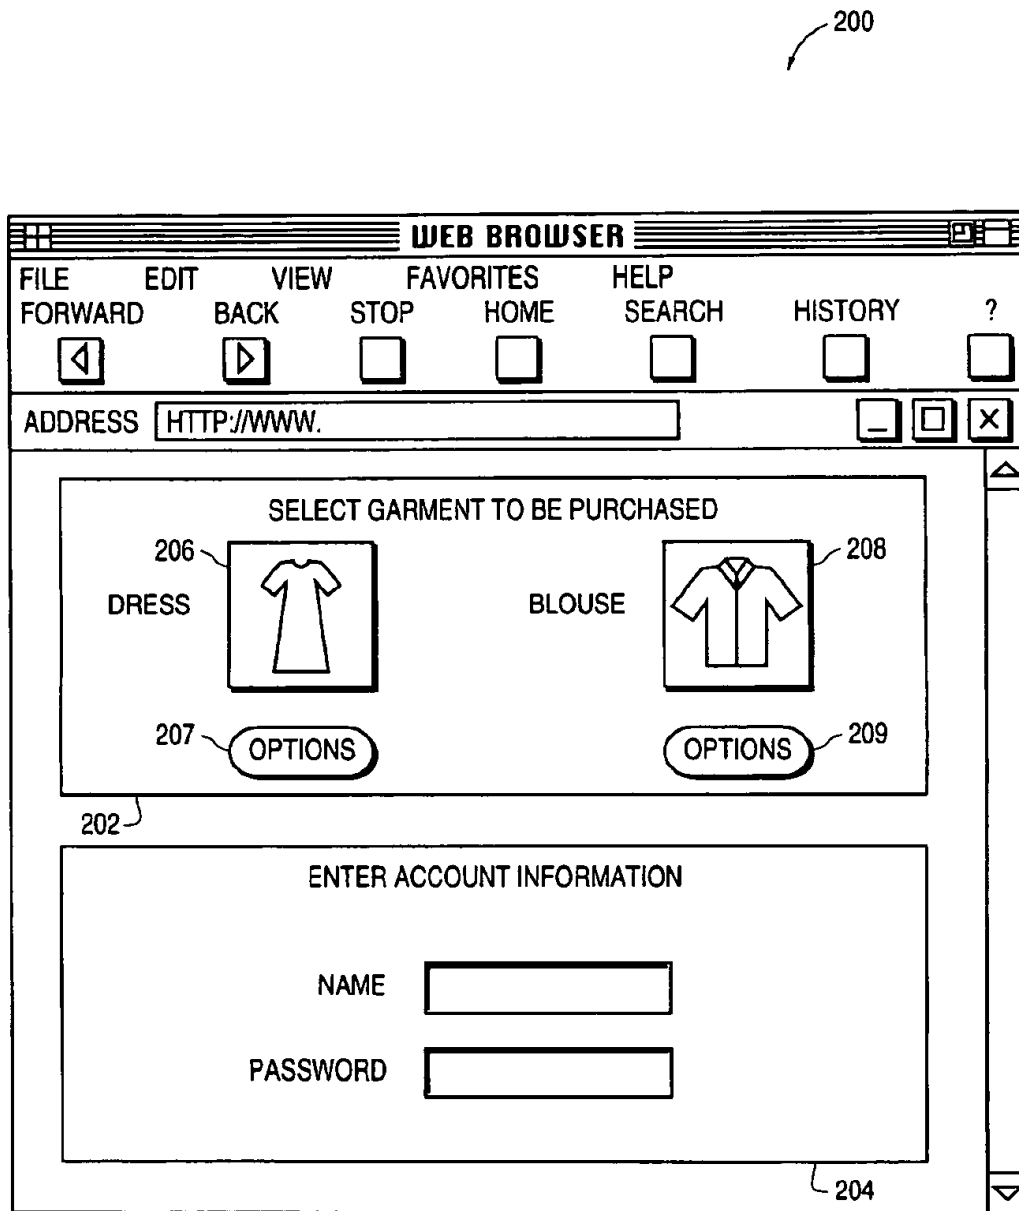 200
WEB BROWSER
FILE EDIT VIEW FAVORITES HELP
FORWARD BACK STOP HOME SEARCH HISTORY ?
ADDRESS HTTP://WWW.
SELECT GARMENT TO BE PURCHASED
206 208
DRESS BLOUSE
207 OPTIONS OPTIONS 209
202
ENTER ACCOUNT INFORMATION
NAME
PASSWORD
204